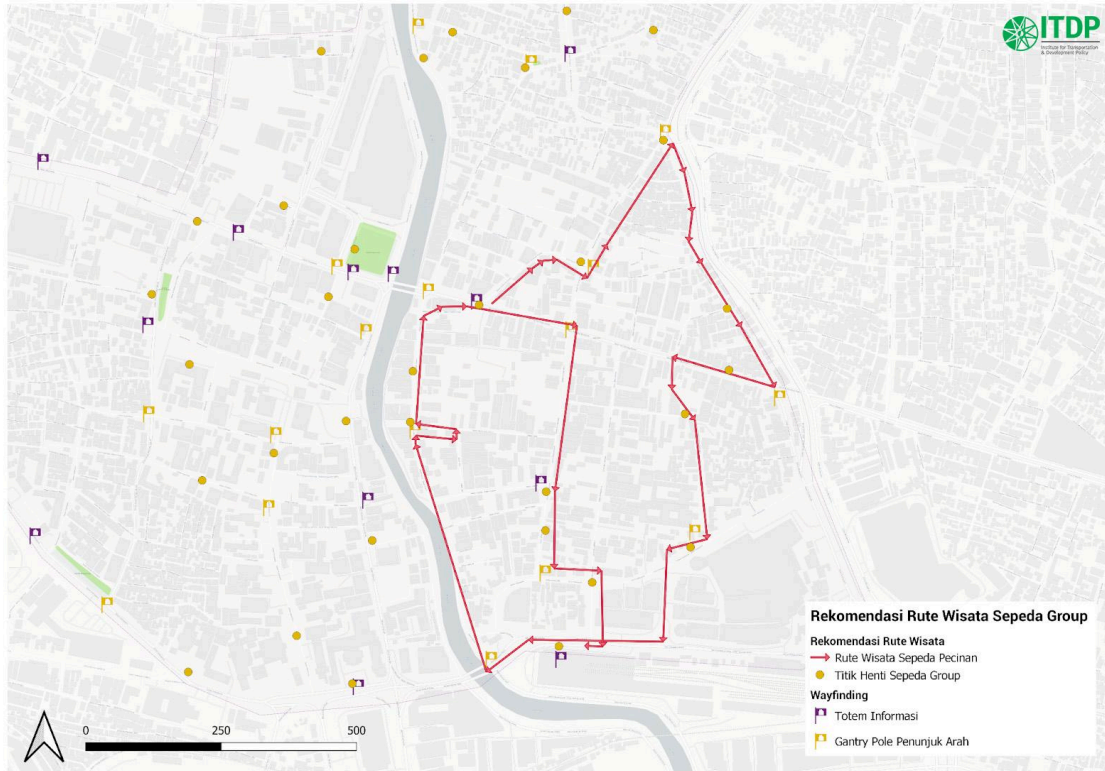 ITDP
Institute for Transportation
& Development Policy
Rekomendasi Rute Wisata Sepeda Group
Rekomendasi Rute Wisata
Rute Wisata Sepeda Pecinan
Titik Henti Sepeda Group
Wayfinding
Totem Informasi
Gantry Pole Penunjuk Arah
0 250 500